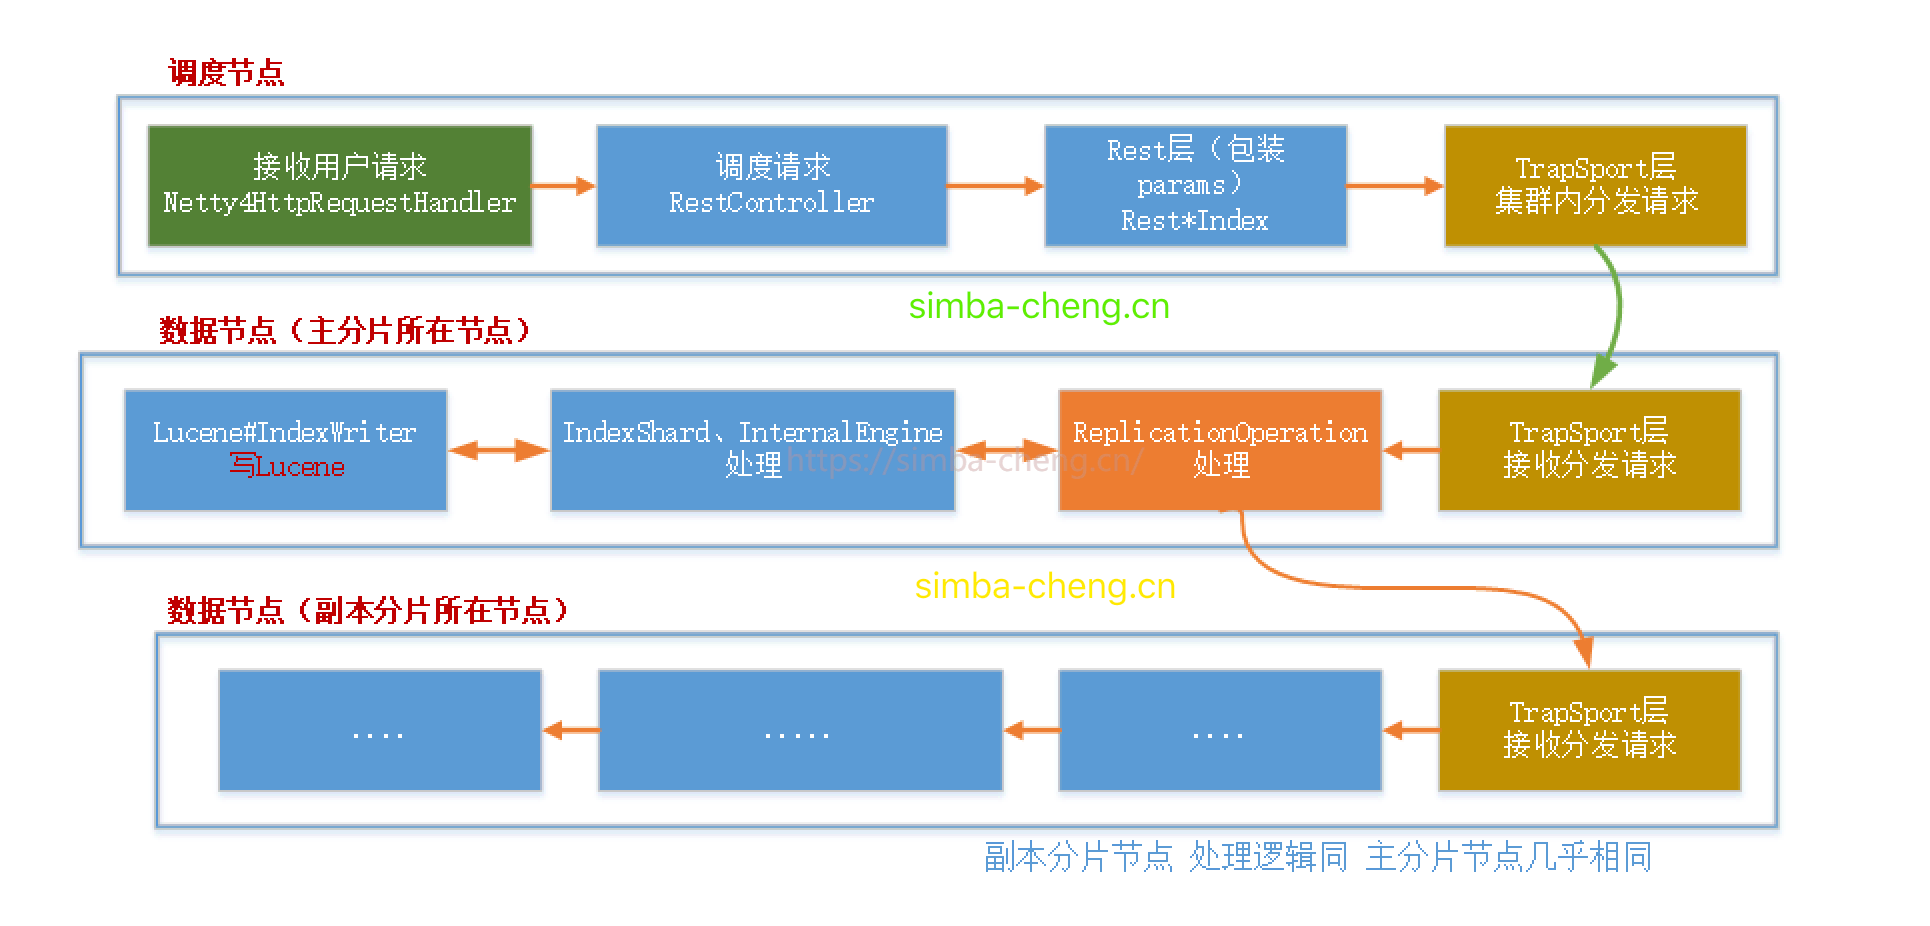 调度节点
接收用户请求
Netty4HttpRequestHandler
调度请求
RestController
Rest层（包装
params）
Rest*Index
TrapSport层
集群内分发请求
simba-cheng.cn
数据节点（主分片所在节点）
Lucene#IndexWriter
写Lucene
IndexShard、InternalEngine
处理
https://simba-cheng.cn/
ReplicationOperation
处理
TrapSport层
接收分发请求
simba-cheng.cn
数据节点（副本分片所在节点）
....
.....
....
TrapSport层
接收分发请求
副本分片节点 处理逻辑同 主分片节点几乎相同